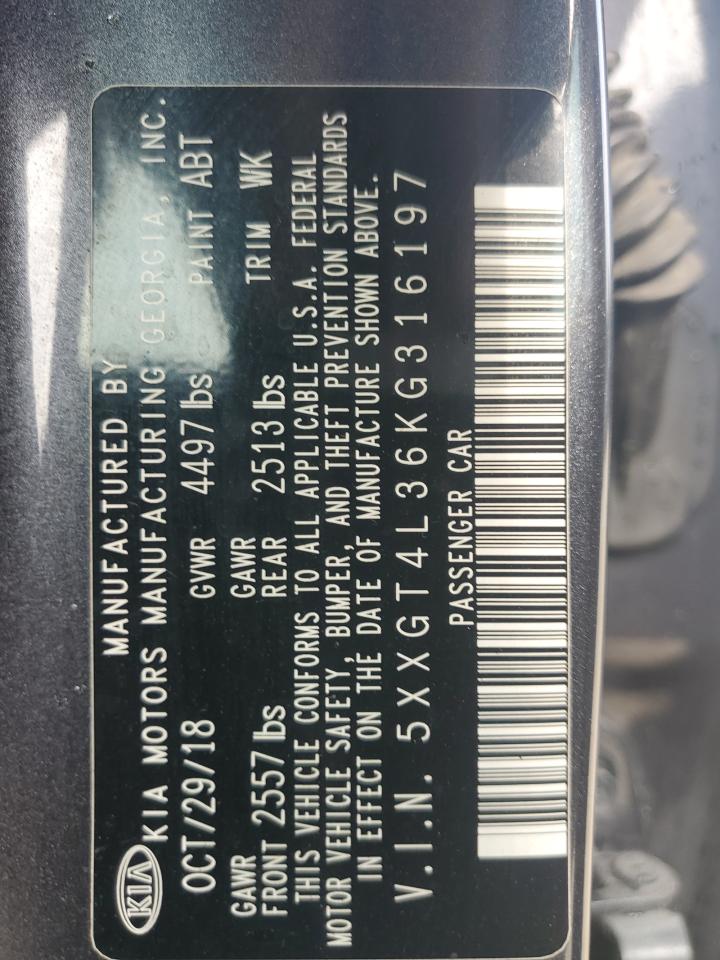 KIA
MANUFACTURED BY
KIA MOTORS MANUFACTURING GEORGIA, INC.
OCT/29/18 GVWR 4497 lbs PAINT ABT
GAWR FRONT 2557 lbs GAWR REAR 2513 lbs TRIM WK
THIS VEHICLE CONFORMS TO ALL APPLICABLE U.S.A. FEDERAL
MOTOR VEHICLE SAFETY, BUMPER, AND THEFT PREVENTION STANDARDS
IN EFFECT ON THE DATE OF MANUFACTURE SHOWN ABOVE.
V.I.N. 5XXGT4L36KG316197
PASSENGER CAR